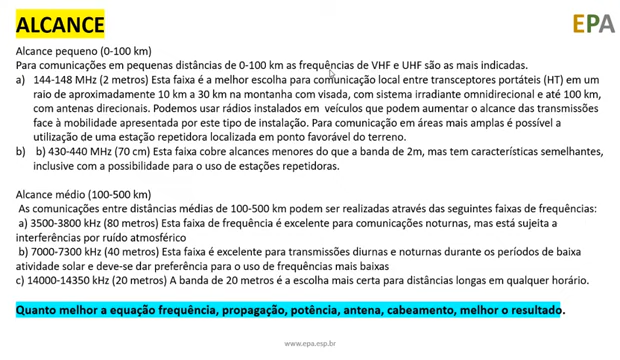 ALCANCE
EPA
Alcance pequeno (0-100 km)
Para comunicações em pequenas distâncias de 0-100 km as frequências de VHF e UHF são as mais indicadas.
a) 144-148 MHz (2 metros) Esta faixa é a melhor escolha para comunicação local entre transceptores portáteis (HT) em um
raio de aproximadamente 10 km a 30 km na montanha com visada, com sistema irradiante omnidirecional e até 100 km,
com antenas direcionais. Podemos usar rádios instalados em veículos que podem aumentar o alcance das transmissões
face à mobilidade apresentada por este tipo de instalação. Para comunicação em áreas mais amplas é possível a
utilização de uma estação repetidora localizada em ponto favorável do terreno.
b) b) 430-440 MHz (70 cm) Esta faixa cobre alcances menores do que a banda de 2m, mas tem características semelhantes,
inclusive com a possibilidade para o uso de estações repetidoras.
Alcance médio (100-500 km)
As comunicações entre distâncias médias de 100-500 km podem ser realizadas através das seguintes faixas de frequências:
a) 3500-3800 kHz (80 metros) Esta faixa de frequência é excelente para comunicações noturnas, mas está sujeita a
interferências por ruído atmosférico
b) 7000-7300 kHz (40 metros) Esta faixa é excelente para transmissões diurnas e noturnas durante os períodos de baixa
atividade solar e deve-se dar preferência para o uso de frequências mais baixas
c) 14000-14350 kHz (20 metros) A banda de 20 metros é a escolha mais certa para distâncias longas em qualquer horário.
Quanto melhor a equação frequência, propagação, potência, antena, cabeamento, melhor o resultado.
www.epa.esp.br